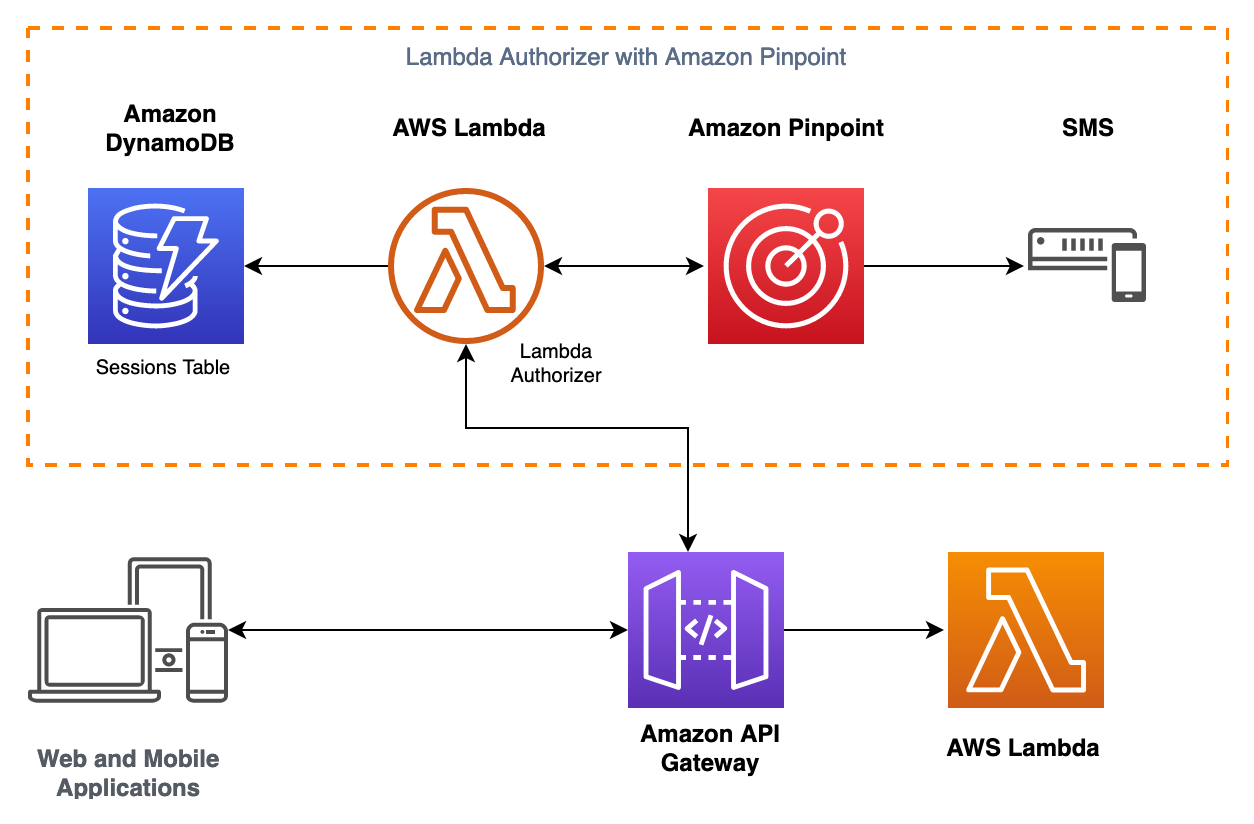 Lambda Authorizer with Amazon Pinpoint
Amazon
DynamoDB
AWS Lambda
Amazon Pinpoint
SMS
Sessions Table
Lambda
Authorizer
</>
Web and Mobile
Applications
Amazon API
Gateway
AWS Lambda